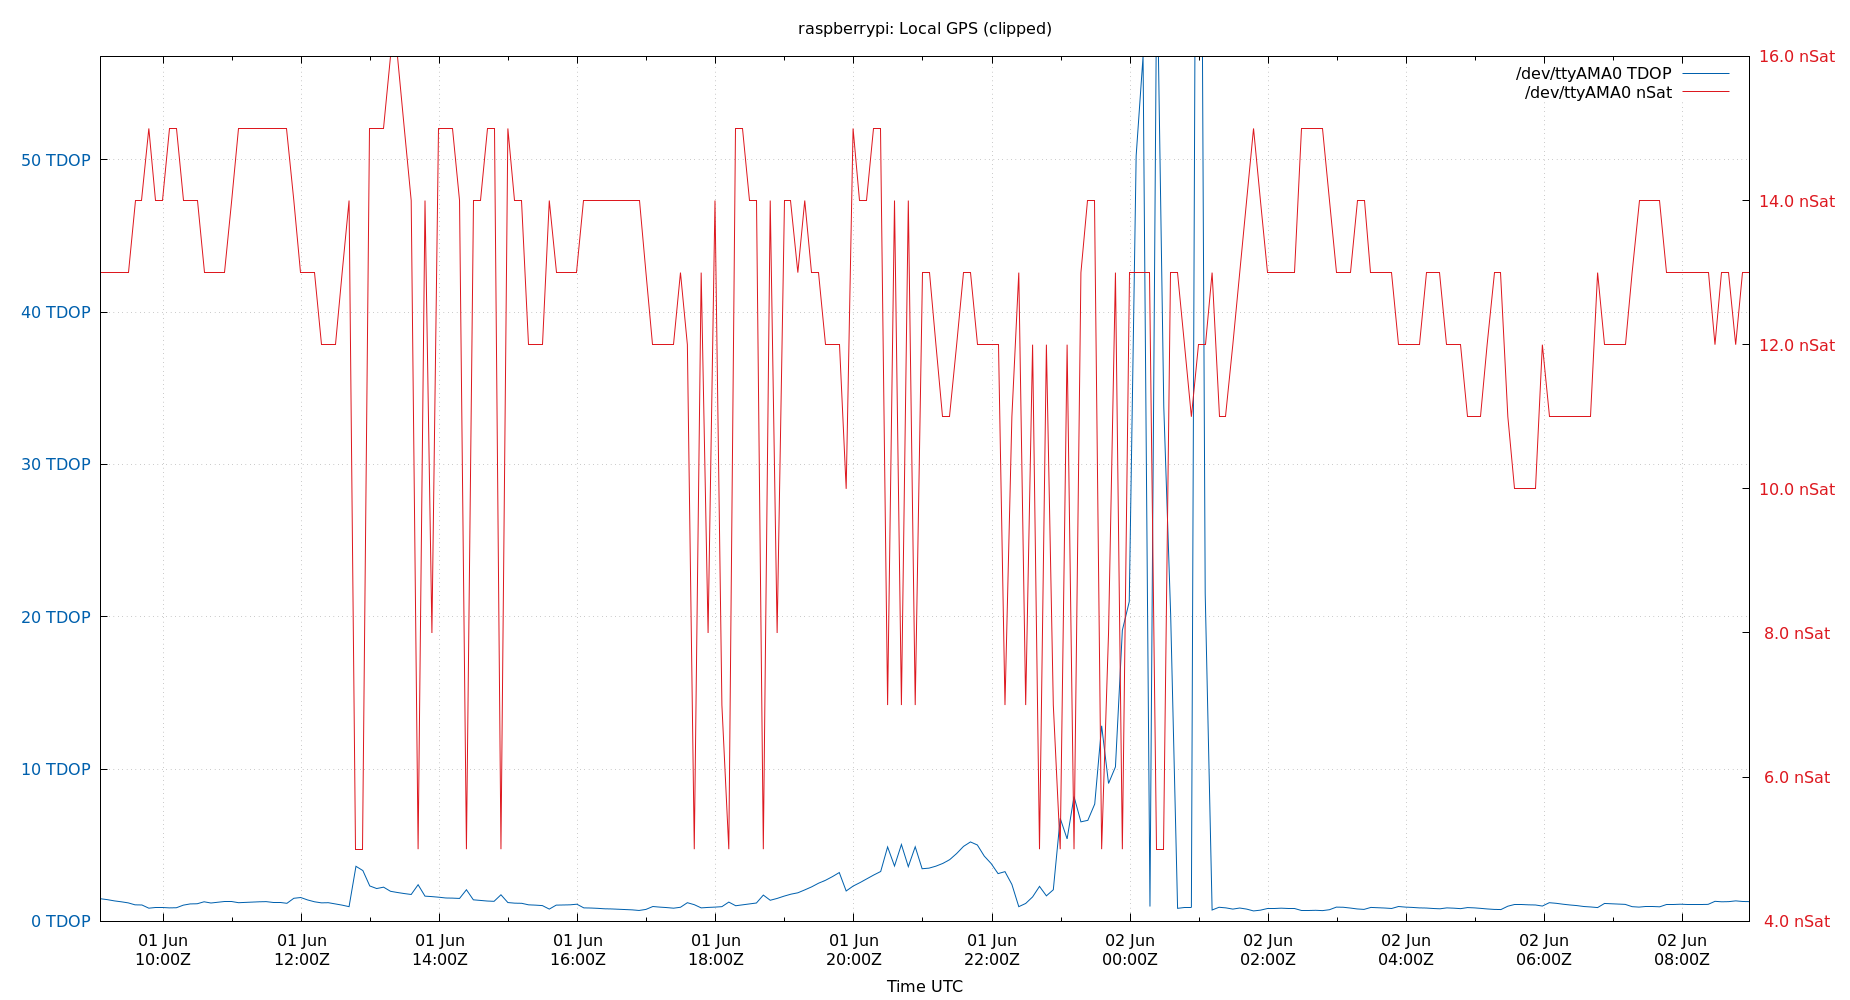 raspberrypi: Local GPS (clipped)
/dev/ttyAMA0 TDOP
/dev/ttyAMA0 nSat
50 TDOP
40 TDOP
30 TDOP
20 TDOP
10 TDOP
0 TDOP
16.0 nSat
14.0 nSat
12.0 nSat
10.0 nSat
8.0 nSat
6.0 nSat
4.0 nSat
01 Jun
10:00Z
01 Jun
12:00Z
01 Jun
14:00Z
01 Jun
16:00Z
01 Jun
18:00Z
01 Jun
20:00Z
01 Jun
22:00Z
02 Jun
00:00Z
02 Jun
02:00Z
02 Jun
04:00Z
02 Jun
06:00Z
02 Jun
08:00Z
Time UTC